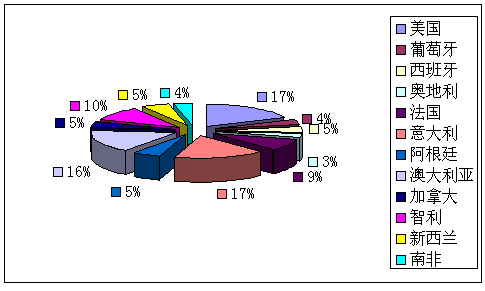 5%
4%
17%
10%
4%
5%
5%
3%
16%
9%
5%
17%
美国
葡萄牙
西班牙
奥地利
法国
意大利
阿根廷
澳大利亚
加拿大
智利
新西兰
南非